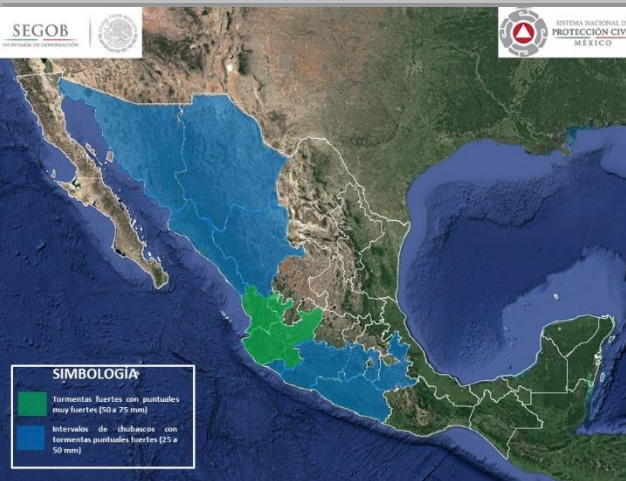 SEGOB
SECRETARÍA DE GOBERNACIÓN
SISTEMA NACIONAL DE
PROTECCIÓN CIV
MÉXICO
SIMBOLOGÍA
Tormentas fuertes con puntuales
muy fuertes (50 a 75 mm)
Intervalos de chubascos con
tormentas puntuales fuertes (25 a
50 mm)